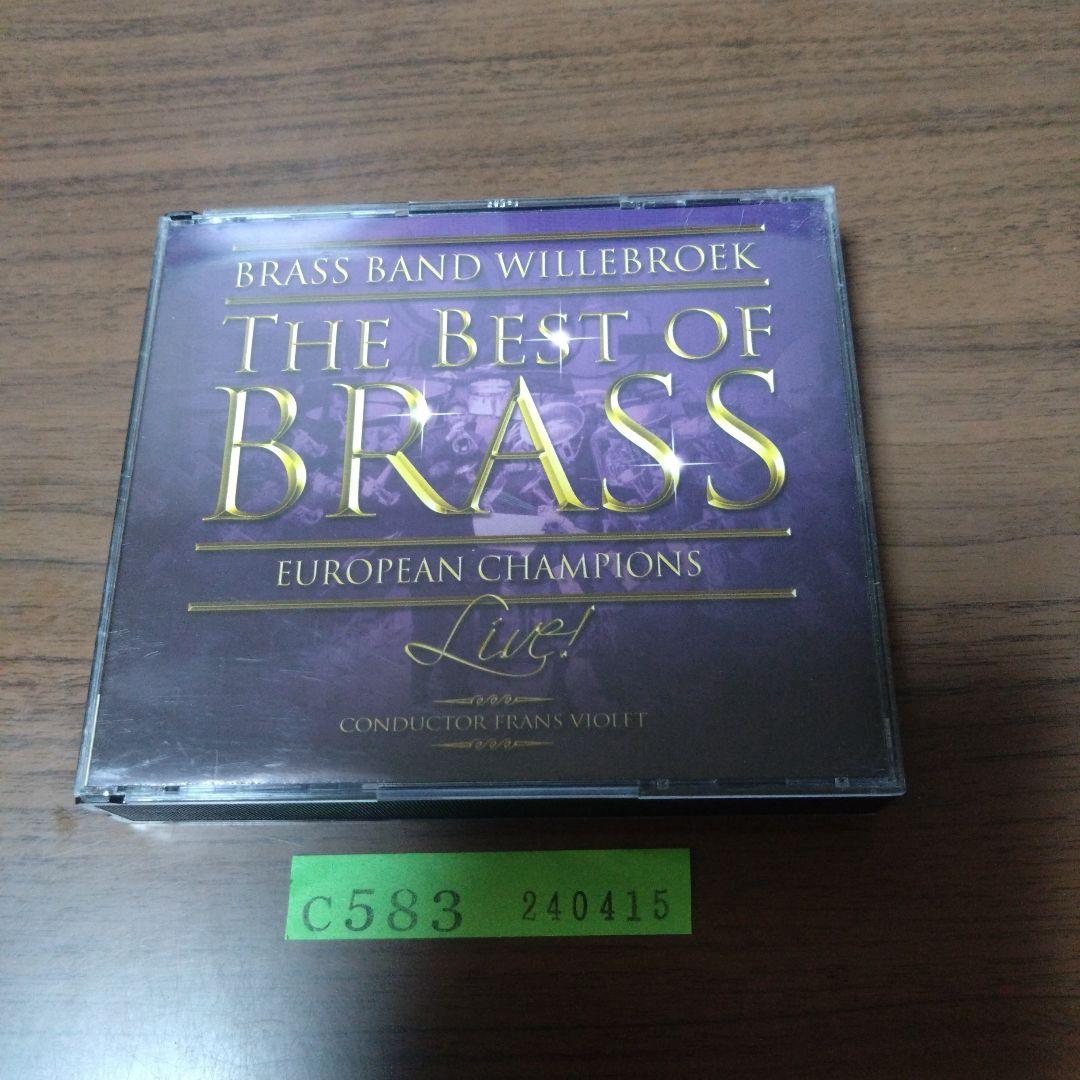 BRASS BAND WILLEBROEK
THE BEST OF
BRASS
EUROPEAN CHAMPIONS
Live!
CONDUCTOR FRANS VIOLET
C583 240415